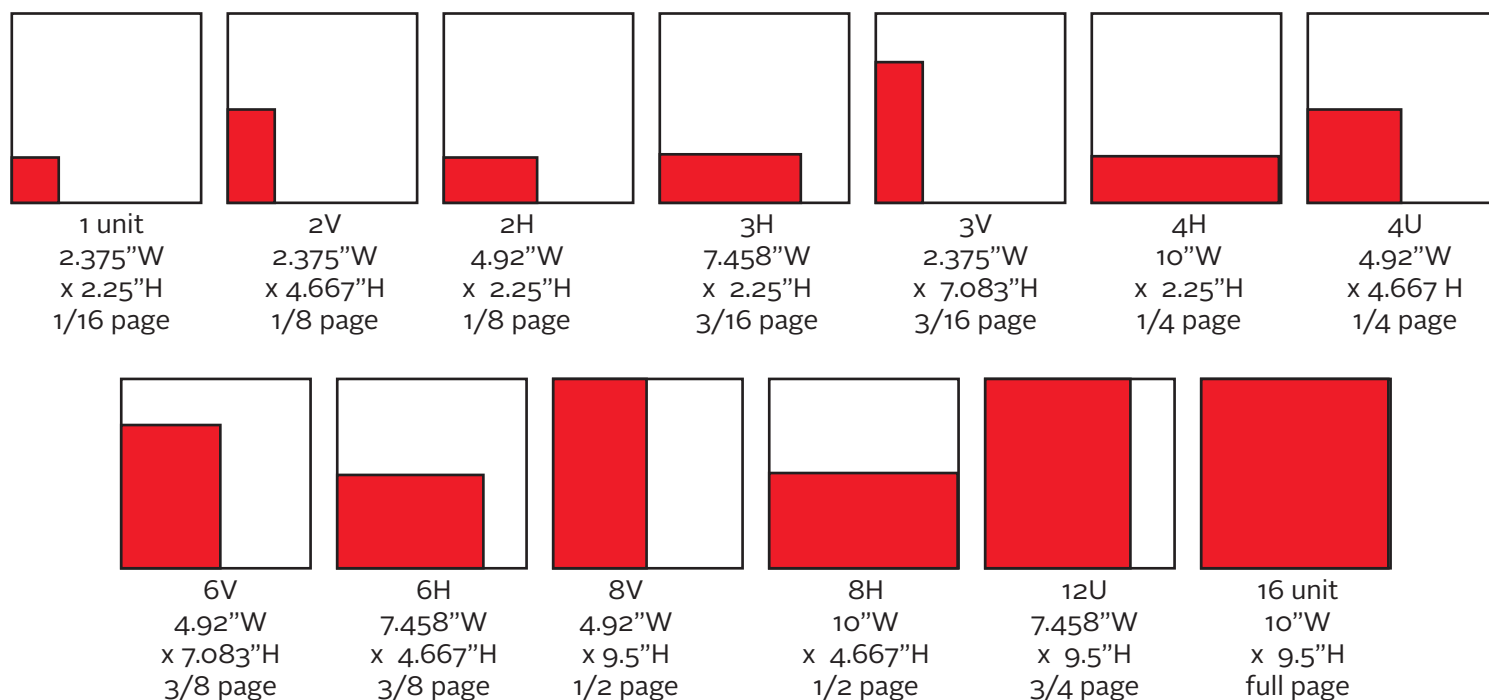 1 unit
2.375”W
x 2.25”H
1/16 page
2V
2.375”W
x 4.667”H
1/8 page
2H
4.92”W
x 2.25”H
1/8 page
3H
7.458”W
x 2.25”H
3/16 page
3V
2.375”W
x 7.083”H
3/16 page
4H
10”W
x 2.25”H
1/4 page
4U
4.92”W
x 4.667 H
1/4 page
6V
4.92”W
x 7.083”H
3/8 page
6H
7.458”W
x 4.667”H
3/8 page
8V
4.92”W
x 9.5”H
1/2 page
8H
10”W
x 4.667”H
1/2 page
12U
7.458”W
x 9.5”H
3/4 page
16 unit
10”W
x 9.5”H
full page